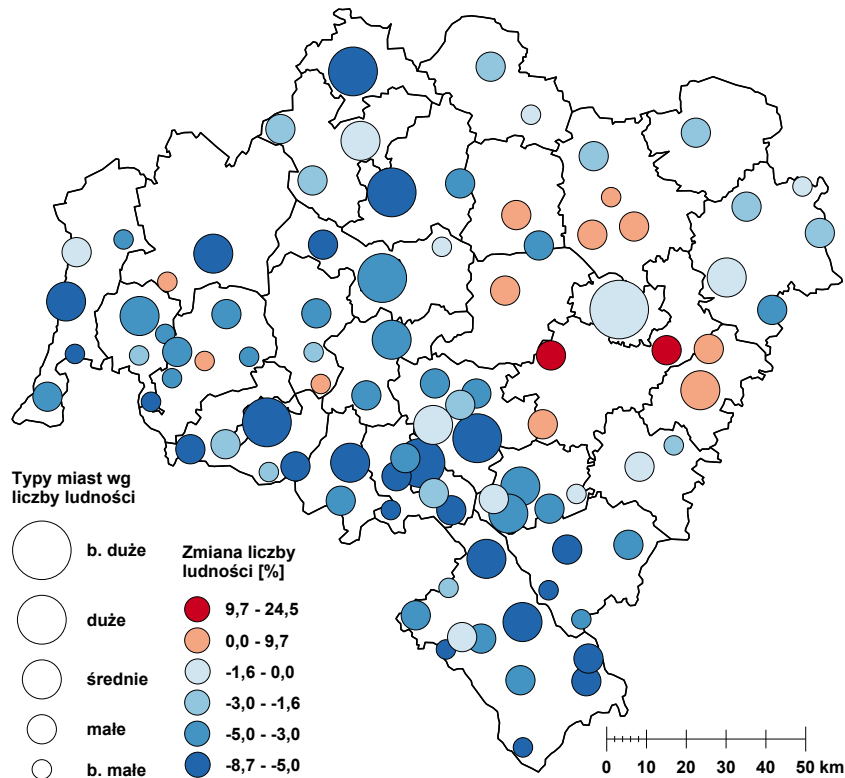 Typy miast wg
liczby ludności
b. duże
duże
średnie
małe
b. małe
Zmiana liczby
ludności [%]
9,7 - 24,5
0,0 - 9,7
-1,6 - 0,0
-3,0 - -1,6
-5,0 - -3,0
-8,7 - -5,0
0 10 20 30 40 50 km